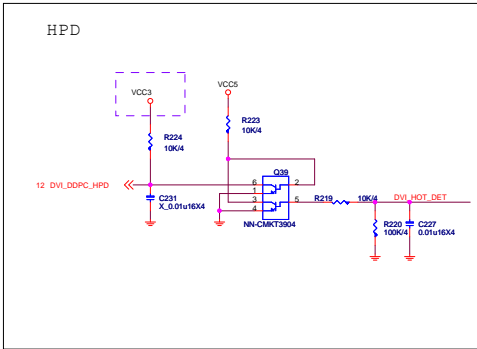 HPD
VCC3
VCC5
R224
10K/4
R223
10K/4
Q39
12 DVI_DDPC_HPD
6
2
1
3
5
4
R219
10K/4
DVI_HOT_DET
C231
X_0.01u16X4
NN-CMKT3904
R220
100K/4
C227
0.01u16X4